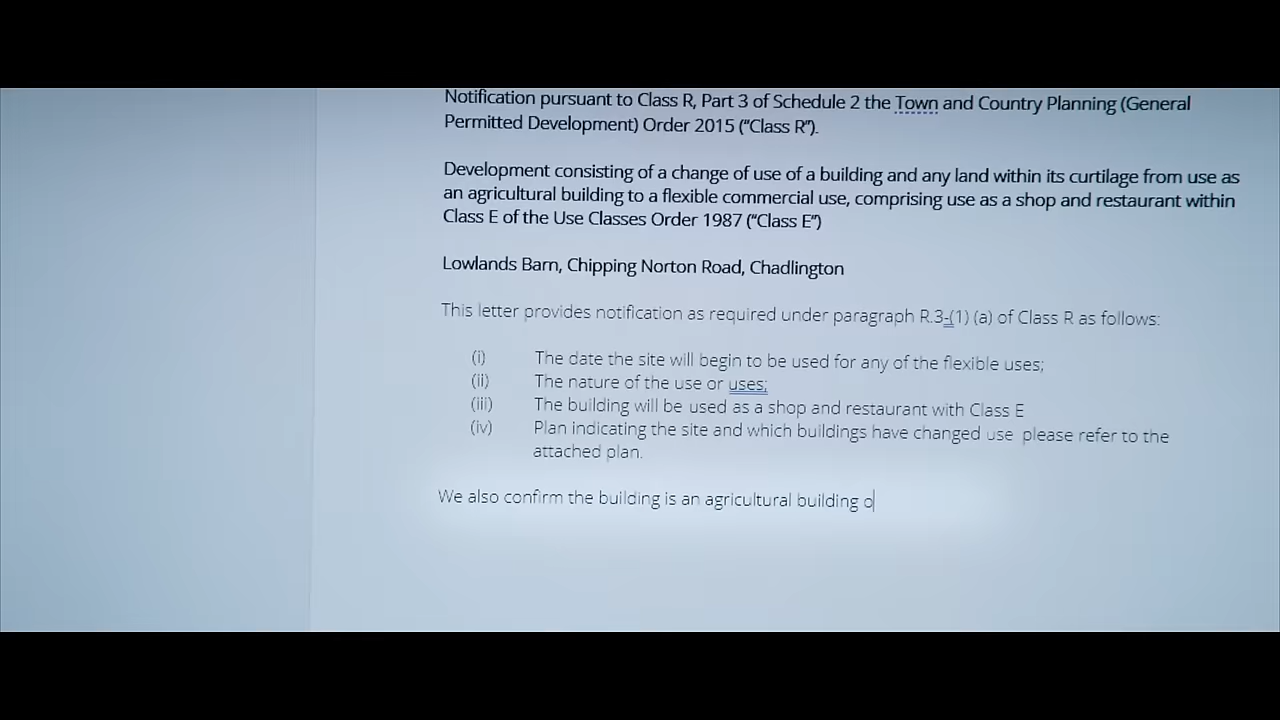 Notification pursuant to Class R, Part 3 of Schedule 2 the Town and Country Planning (General
Permitted Development) Order 2015 ("Class R").
Development consisting of a change of use of a building and any land within its curtilage from use as
an agricultural building to a flexible commercial use, comprising use as a shop and restaurant within
Class E of the Use Classes Order 1987 ("Class E")
Lowlands Barn, Chipping Norton Road, Chadlington
This letter provides notification as required under paragraph R.3-(1) (a) of Class R as follows:
(i) The date the site will begin to be used for any of the flexible uses;
(ii) The nature of the use or uses;
(iii) The building will be used as a shop and restaurant with Class E
(iv) Plan indicating the site and which buildings have changed use please refer to the
attached plan.
We also confirm the building is an agricultural building o